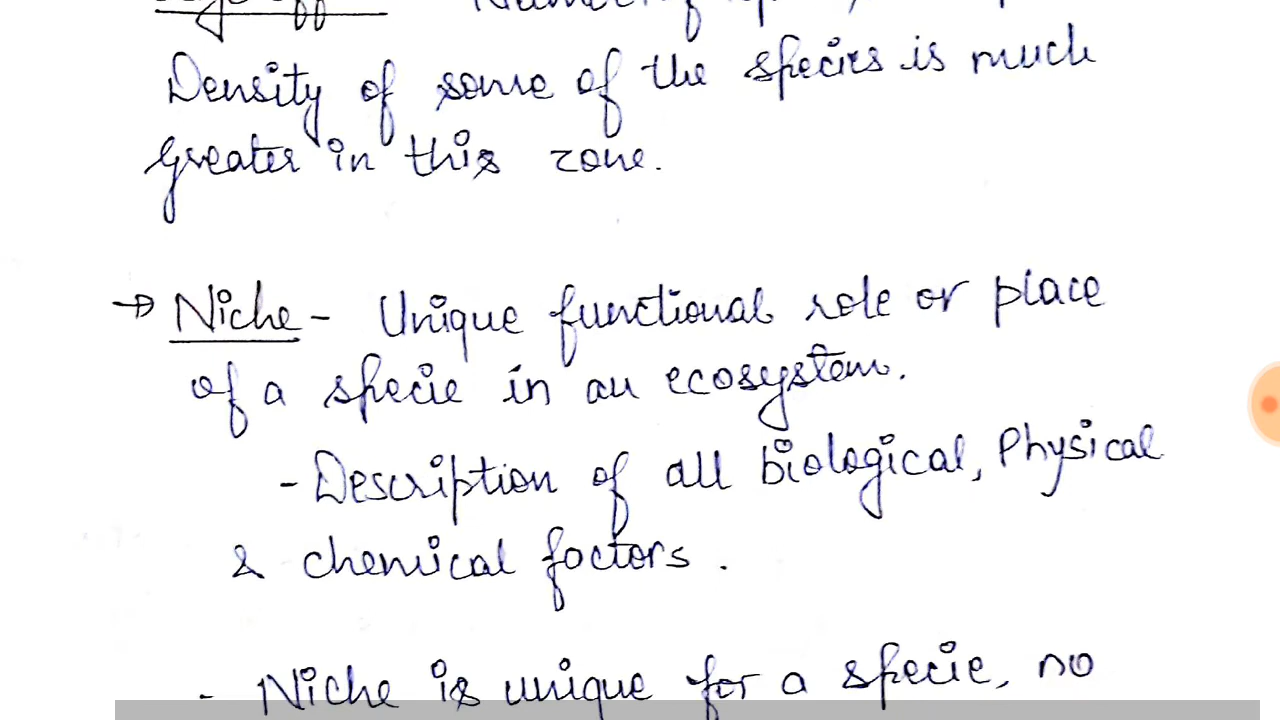 Density of some of the species is much
greater in this zone.
→ Niche - Unique functional role or place
of a specie in an ecosystem.
- Description of all biological, Physical
& chemical factors.
- Niche is unique for a specie, no